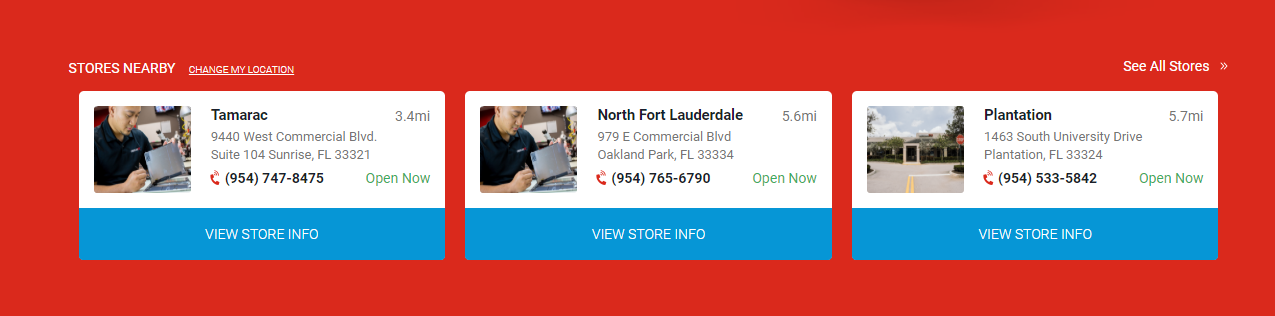 STORES NEARBY CHANGE MY LOCATION
See All Stores »
Tamarac 3.4mi
9440 West Commercial Blvd.
Suite 104 Sunrise, FL 33321
(954) 747-8475 Open Now
VIEW STORE INFO
North Fort Lauderdale 5.6mi
979 E Commercial Blvd
Oakland Park, FL 33334
(954) 765-6790 Open Now
VIEW STORE INFO
Plantation 5.7mi
1463 South University Drive
Plantation, FL 33324
(954) 533-5842 Open Now
VIEW STORE INFO